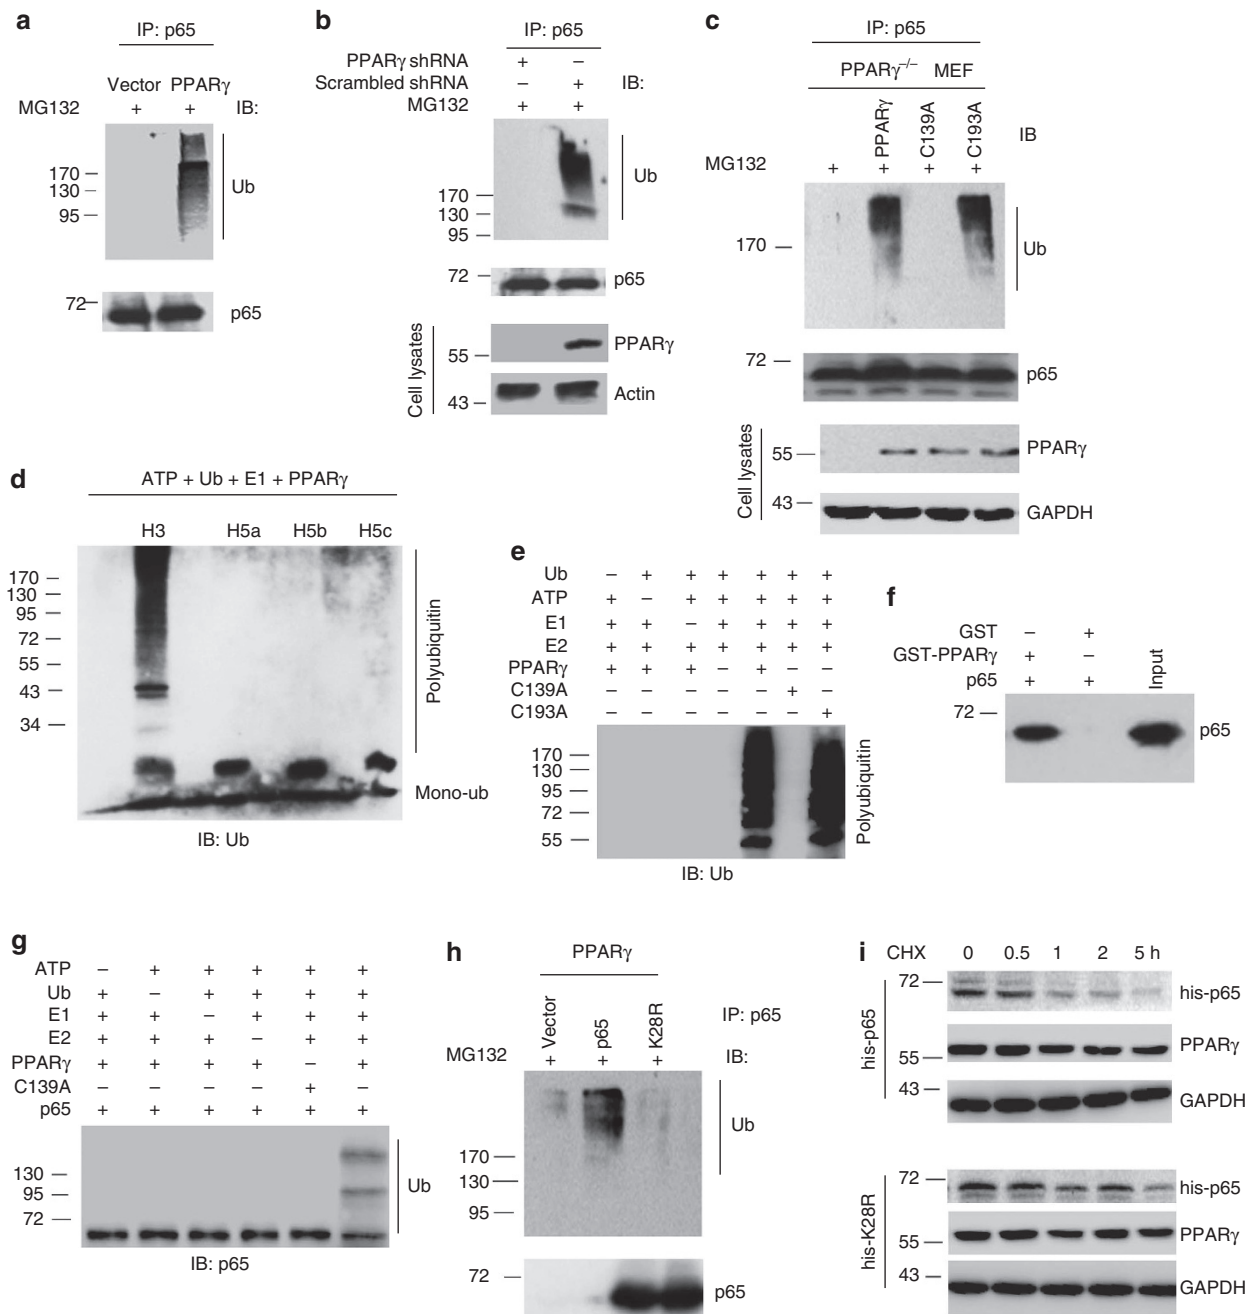 a
IP: p65
Vector PPARγ
MG132 + + IB:
170
130
95
Ub
72
p65
b
IP: p65
PPARγ shRNA + –
Scrambled shRNA – + IB:
MG132 + +
170
130
95
Ub
72
p65
Cell lysates
55
PPARγ
43
Actin
c
IP: p65
PPARγ–/– MEF
PPARγ C139A C193A IB
MG132 + + + +
170
Ub
72
p65
Cell lysates
55
PPARγ
43
GAPDH
d
ATP + Ub + E1 + PPARγ
H3 H5a H5b H5c
170
130
95
72
55
43
34
Polyubiquitin
Mono-ub
IB: Ub
e
Ub – + + + + + +
ATP + – + + + + +
E1 + + – + + + +
E2 + + + + + + +
PPARγ + + + – + – –
C139A – – – – – + –
C193A – – – – – – +
170
130
95
72
55
Polyubiquitin
IB: Ub
f
GST – +
GST-PPARγ + –
p65 + + Input
72
p65
g
ATP – + + + + +
Ub + – + + + +
E1 + + – + + +
E2 + + + – + +
PPARγ + + + + – +
C139A – – – – + –
p65 + + + + + +
130
95
72
Ub
IB: p65
h
PPARγ
Vector p65 K28R IP: p65
MG132 + + + IB:
170
130
95
Ub
72
p65
i
CHX 0 0.5 1 2 5 h
his-p65
72
his-p65
55
PPARγ
43
GAPDH
his-K28R
72
his-p65
55
PPARγ
43
GAPDH